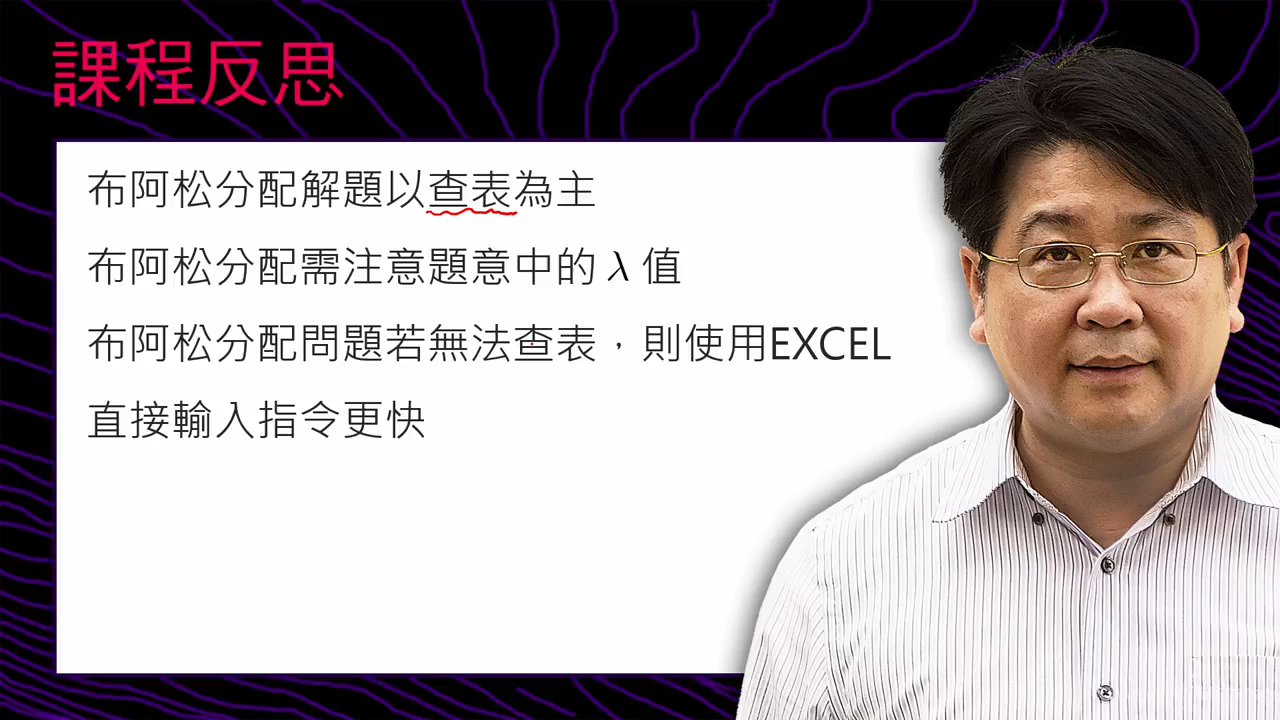 課程反思
布阿松分配解題以查表為主
布阿松分配需注意題意中的 λ 值
布阿松分配問題若無法查表，則使用EXCEL
直接輸入指令更快